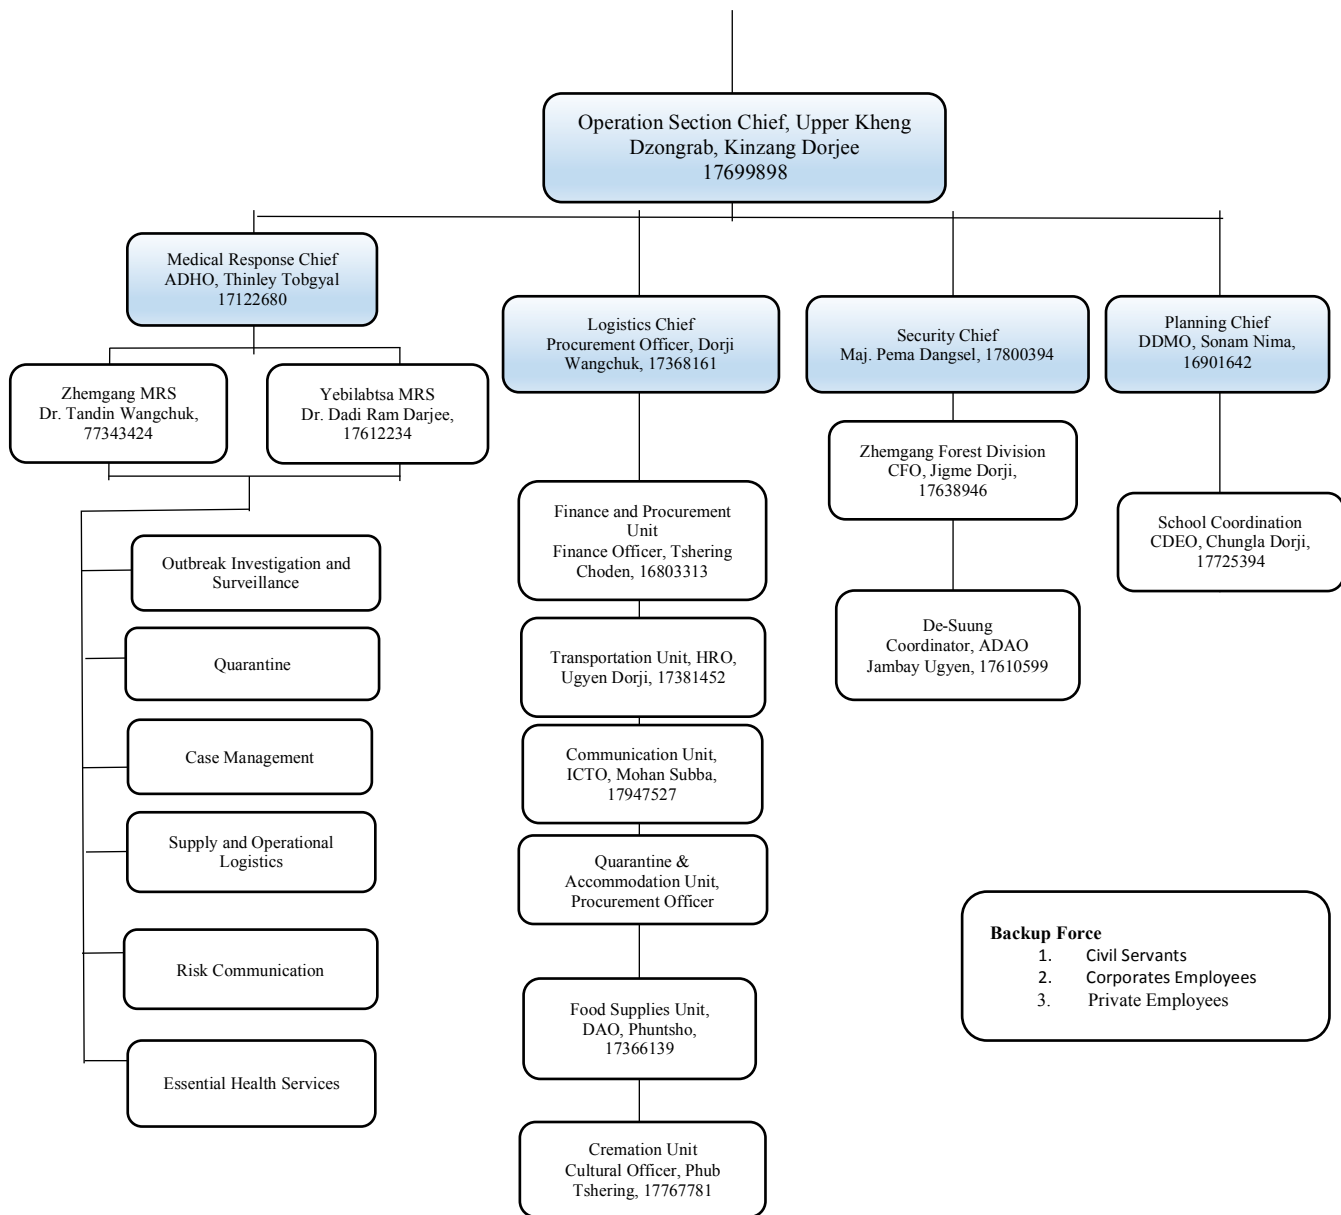 Operation Section Chief, Upper Kheng
Dzongrab, Kinzang Dorjee
17699898
Medical Response Chief
ADHO, Thinley Tobgyal
17122680
Logistics Chief
Procurement Officer, Dorji
Wangchuk, 17368161
Security Chief
Maj. Pema Dangsel, 17800394
Planning Chief
DDMO, Sonam Nima,
16901642
Zhemgang MRS
Dr. Tandin Wangchuk,
77343424
Yebilabtsa MRS
Dr. Dadi Ram Darjee,
17612234
Outbreak Investigation and
Surveillance
Quarantine
Case Management
Supply and Operational
Logistics
Risk Communication
Essential Health Services
Finance and Procurement
Unit
Finance Officer, Tshering
Choden, 16803313
Transportation Unit, HRO,
Ugyen Dorji, 17381452
Communication Unit,
ICTO, Mohan Subba,
17947527
Quarantine &
Accommodation Unit,
Procurement Officer
Food Supplies Unit,
DAO, Phuntsho,
17366139
Cremation Unit
Cultural Officer, Phub
Tshering, 17767781
Zhemgang Forest Division
CFO, Jigme Dorji,
17638946
De-Suung
Coordinator, ADAO
Jambay Ugyen, 17610599
School Coordination
CDEO, Chungla Dorji,
17725394
Backup Force
1. Civil Servants
2. Corporates Employees
3. Private Employees